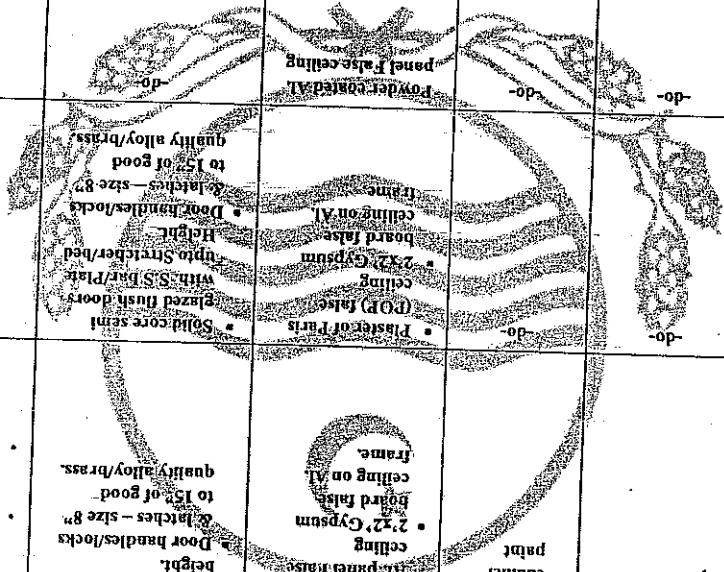 paint
AL panel False
ceiling
• 2'x2' Gypsum
board false
ceiling on Al.
frame.
height.
• Door handles/locks
& latches – size 8"
to 15" of good
quality alloy/brass.
-do-
-do-
• Plaster of Paris
(POP) false
ceiling
• 2'x2' Gypsum
board false
ceiling on Al.
frame
• Solid core semi
glazed flush doors
with S.S bar/Plate
upto Stretcher/bed
Height.
• Door handles/locks
& latches – size 8"
to 15" of good
quality alloy/brass.
-do-
-do-
Powder coated AL
panel False ceiling
-do-